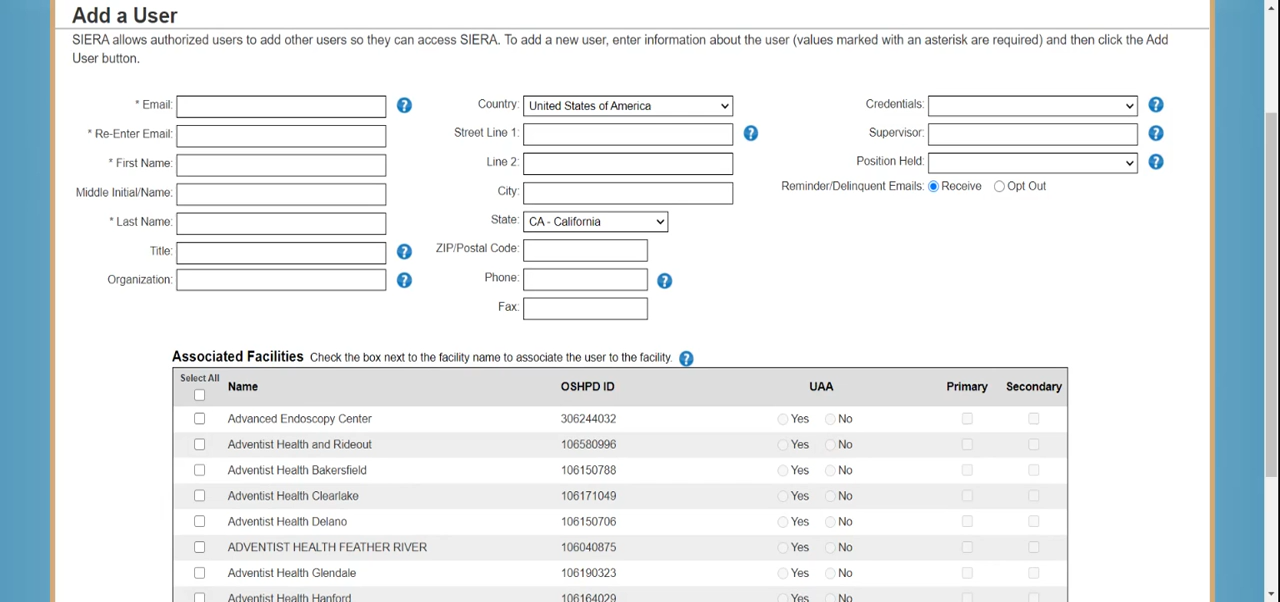 Add a User
SIERA allows authorized users to add other users so they can access SIERA. To add a new user, enter information about the user (values marked with an asterisk are required) and then click the Add
User button.
* Email:
* Re-Enter Email:
* First Name:
Middle Initial/Name:
* Last Name:
Title:
Organization:
Country: United States of America
Street Line 1:
Line 2:
City:
State: CA - California
ZIP/Postal Code:
Phone:
Fax:
Credentials:
Supervisor:
Position Held:
Reminder/Delinquent Emails: Receive Opt Out
Associated Facilities Check the box next to the facility name to associate the user to the facility.
Select All
Name OSHPD ID UAA Primary Secondary
Advanced Endoscopy Center 306244032 Yes No
Adventist Health and Rideout 106580996 Yes No
Adventist Health Bakersfield 106150788 Yes No
Adventist Health Clearlake 106171049 Yes No
Adventist Health Delano 106150706 Yes No
ADVENTIST HEALTH FEATHER RIVER 106040875 Yes No
Adventist Health Glendale 106190323 Yes No
Adventist Health Hanford 106164029 Yes No